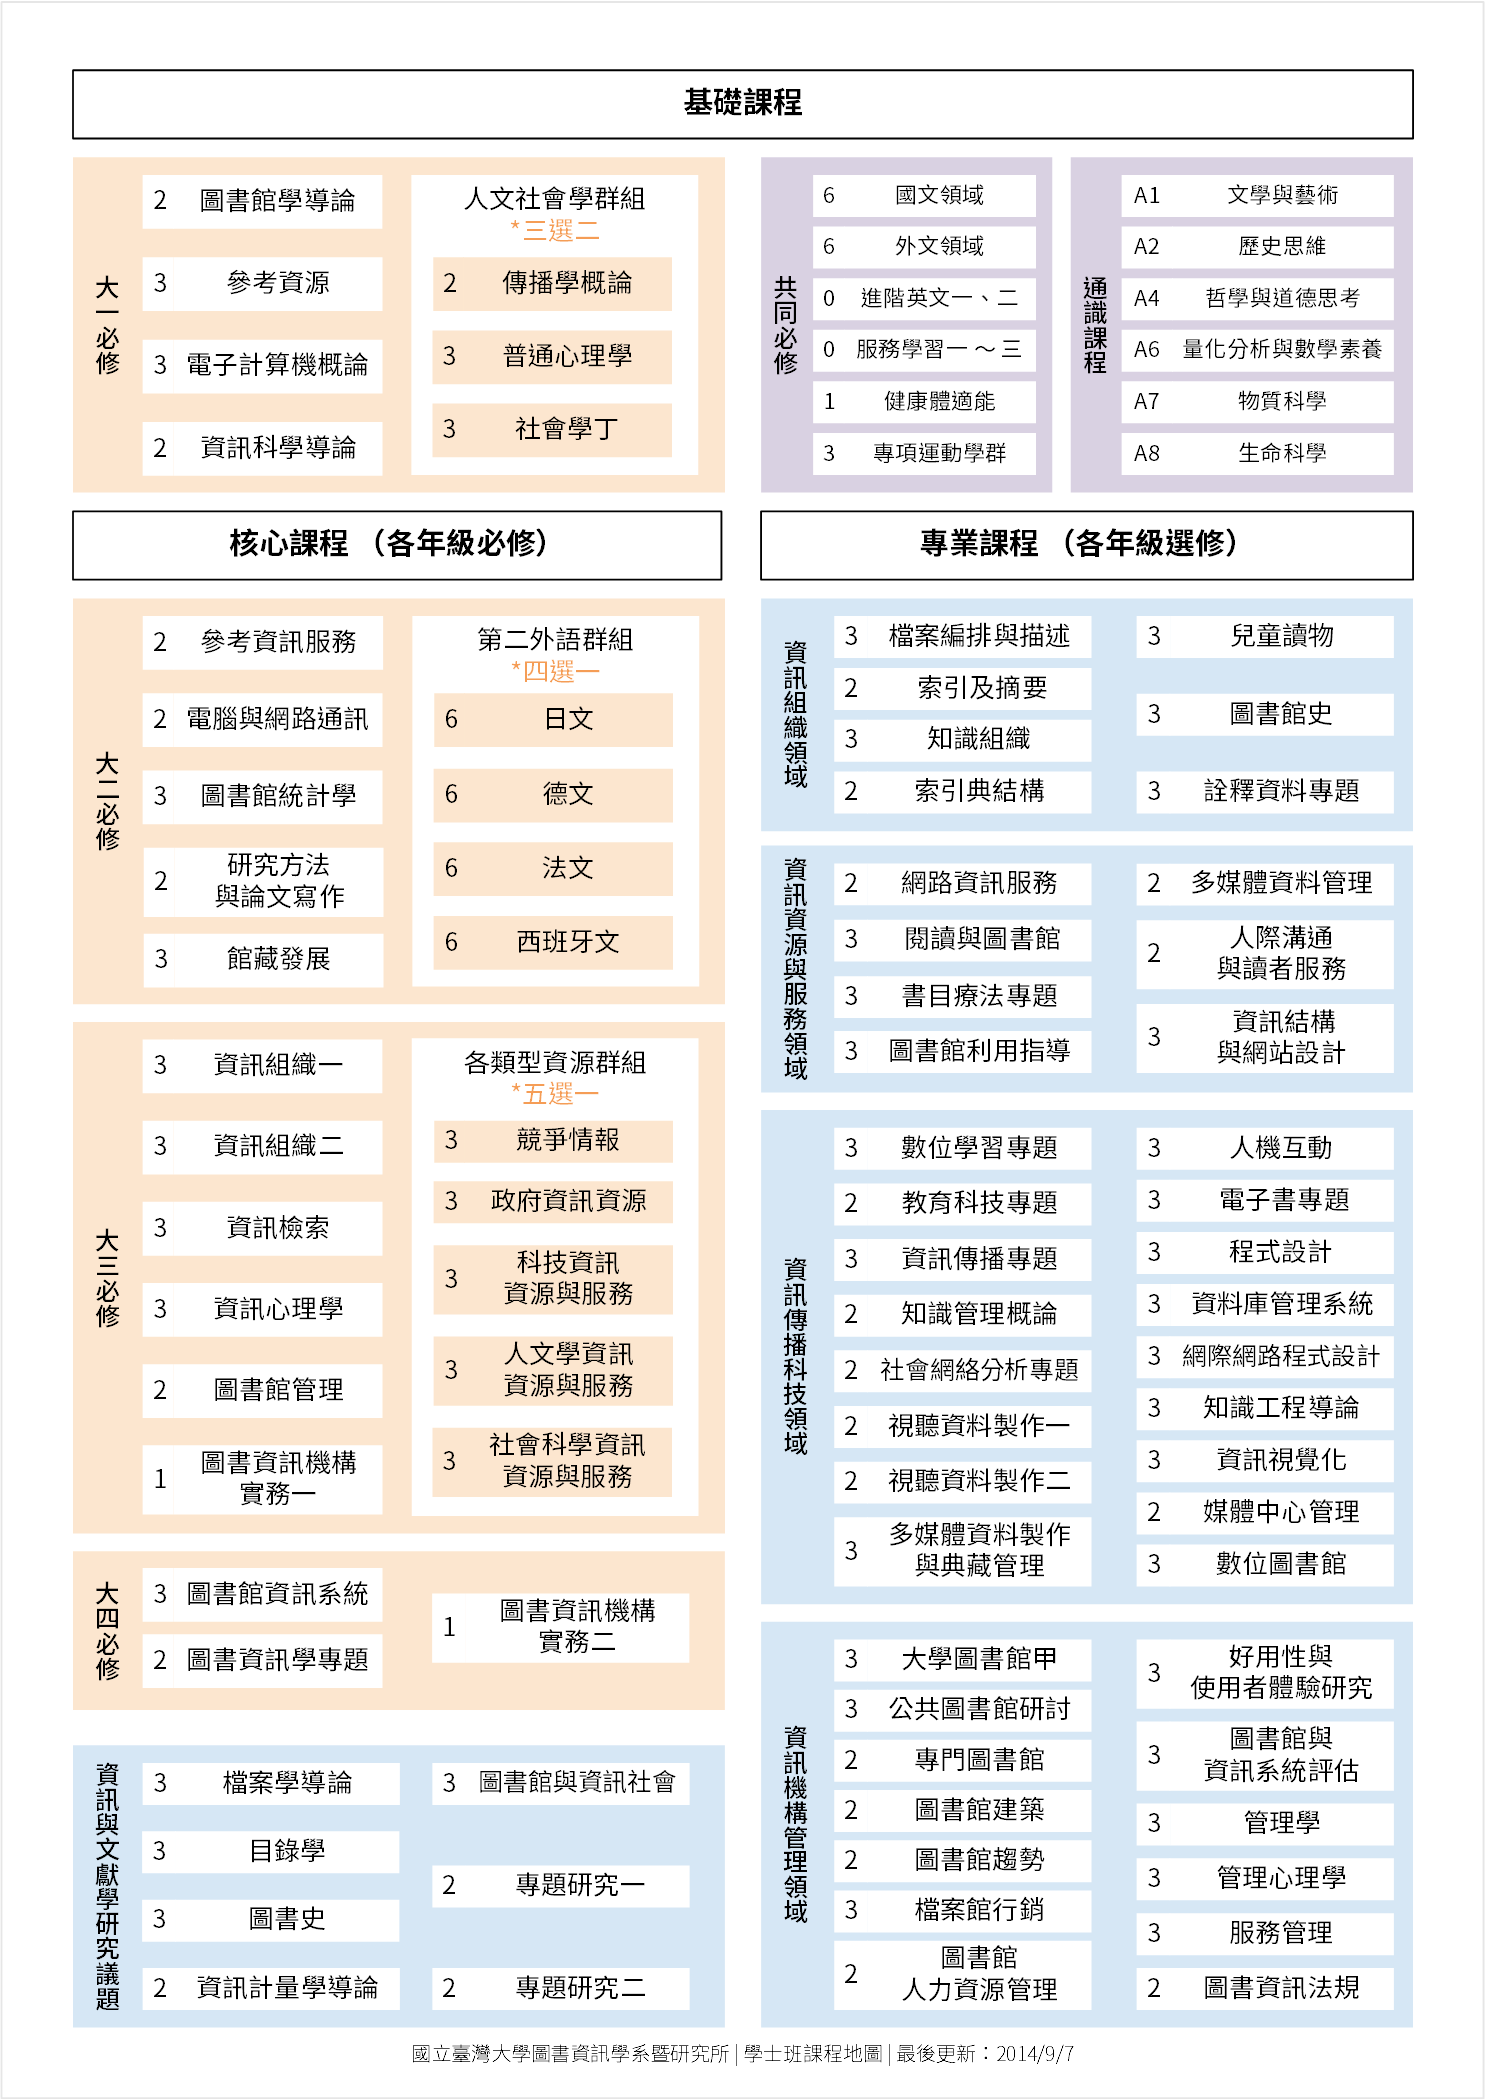 基礎課程
大一必修
2 圖書館學導論
3 參考資源
3 電子計算機概論
2 資訊科學導論
人文社會學群組
*三選二
2 傳播學概論
3 普通心理學
3 社會學丁
共同必修
6 國文領域
6 外文領域
0 進階英文一、二
0 服務學習一～三
1 健康體適能
3 專項運動學群
通識課程
A1 文學與藝術
A2 歷史思維
A4 哲學與道德思考
A6 量化分析與數學素養
A7 物質科學
A8 生命科學
核心課程（各年級必修）
大二必修
2 參考資訊服務
2 電腦與網路通訊
3 圖書館統計學
2 研究方法
與論文寫作
3 館藏發展
第二外語群組
*四選一
6 日文
6 德文
6 法文
6 西班牙文
大三必修
3 資訊組織一
3 資訊組織二
3 資訊檢索
3 資訊心理學
2 圖書館管理
1 圖書資訊機構
實務一
各類型資源群組
*五選一
3 競爭情報
3 政府資訊資源
3 科技資訊
資源與服務
3 人文學資訊
資源與服務
3 社會科學資訊
資源與服務
大四必修
3 圖書館資訊系統
2 圖書資訊學專題
1 圖書資訊機構
實務二
資訊與文獻學研究議題
3 檔案學導論
3 目錄學
3 圖書史
2 資訊計量學導論
3 圖書館與資訊社會
2 專題研究一
2 專題研究二
專業課程（各年級選修）
資訊組織領域
3 檔案編排與描述
2 索引及摘要
3 知識組織
2 索引典結構
3 兒童讀物
3 圖書館史
3 詮釋資料專題
資訊資源與服務領域
2 網路資訊服務
3 閱讀與圖書館
3 書目療法專題
3 圖書館利用指導
2 多媒體資料管理
2 人際溝通
與讀者服務
3 資訊結構
與網站設計
資訊傳播科技領域
3 數位學習專題
2 教育科技專題
3 資訊傳播專題
2 知識管理概論
2 社會網絡分析專題
2 視聽資料製作一
2 視聽資料製作二
3 多媒體資料製作
與典藏管理
3 人機互動
3 電子書專題
3 程式設計
3 資料庫管理系統
3 網際網路程式設計
3 知識工程導論
3 資訊視覺化
2 媒體中心管理
3 數位圖書館
資訊機構管理領域
3 大學圖書館甲
3 公共圖書館研討
2 專門圖書館
2 圖書館建築
2 圖書館趨勢
3 檔案館行銷
2 圖書館
人力資源管理
3 好用性與
使用者體驗研究
3 圖書館與
資訊系統評估
3 管理學
3 管理心理學
3 服務管理
2 圖書資訊法規
國立臺灣大學圖書資訊學系暨研究所 | 學士班課程地圖 | 最後更新：2014/9/7